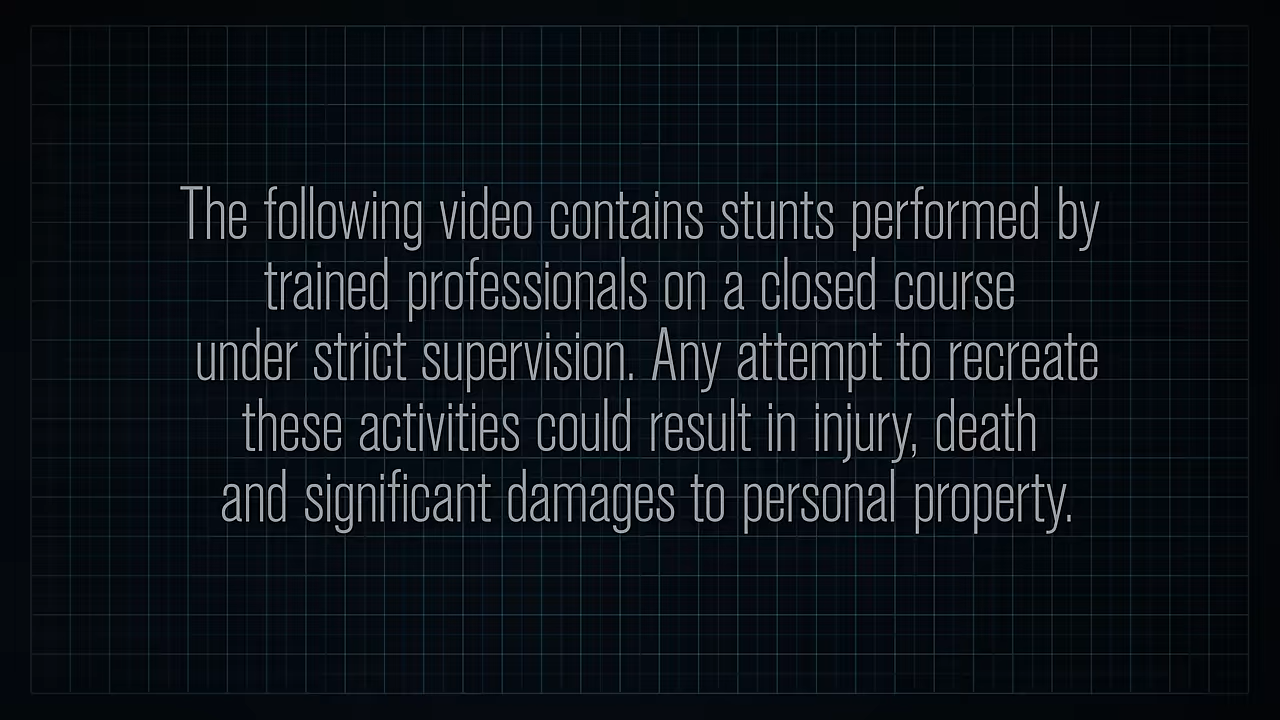 The following video contains stunts performed by
trained professionals on a closed course
under strict supervision. Any attempt to recreate
these activities could result in injury, death
and significant damages to personal property.